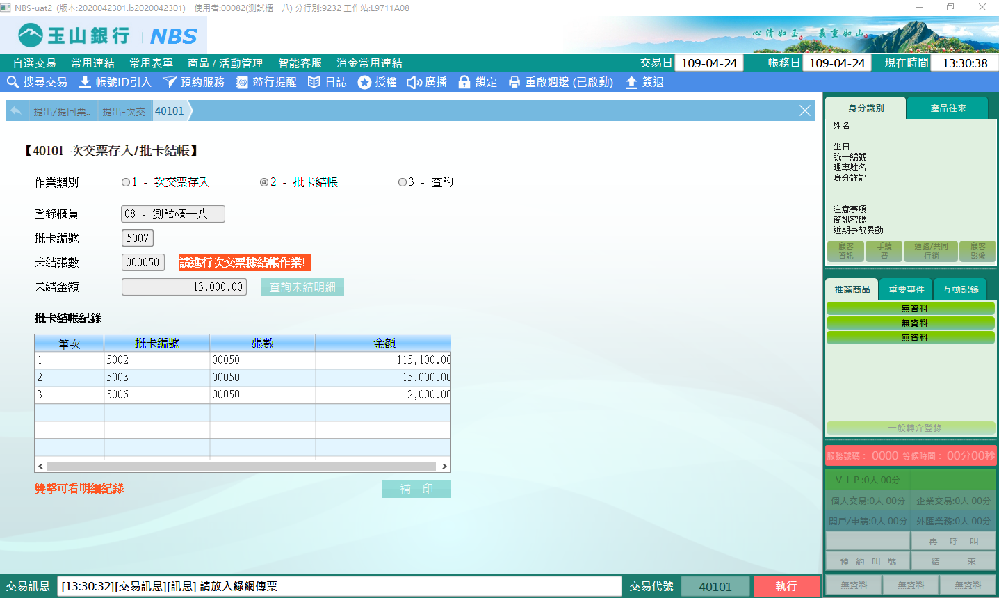 NBS-uat2 (版本:2020042301.b2020042301) 使用者:00082(測試櫃一八) 分行別:9232 工作站:L9711A08
玉山銀行 | NBS
心清如玉。 義重如山。
自選交易 常用連結 常用表單 商品 / 活動管理 智能客服 消金常用連結 交易日 109-04-24 帳務日 109-04-24 現在時間 13:30:38
搜尋交易 帳號ID引入 預約服務 蒞行提醒 日誌 授權 廣播 鎖定 重啟週邊 (已啟動) 簽退
提出/提回票.. 提出-次交 40101
【40101 次交票存入/批卡結帳】
作業類別 1 - 次交票存入 2 - 批卡結帳 3 - 查詢
登錄櫃員 08 - 測試櫃一八
批卡編號 5007
未結張數 000050 請進行次交票據結帳作業!
未結金額 13,000.00 查詢未結明細
批卡結帳紀錄
筆次 批卡編號 張數 金額
1 5002 00050 115,100.00
2 5003 00050 15,000.00
3 5006 00050 12,000.00
雙擊可看明細紀錄 補 印
交易訊息 [13:30:32][交易訊息][訊息] 請放入綠網傳票 交易代號 40101 執行
身分識別 產品往來
姓名
生日
統一編號
理專姓名
身分註記
注意事項
簡訊密碼
近期事故異動
顧客資訊 手續費 通路/共同行銷 顧客影像
推薦商品 重要事件 互動記錄
無資料
無資料
無資料
一般轉介登錄
服務號碼： 0000 等候時間： 00分00秒
ＶＩＰ:0人 00分
個人交易:0人 00分 企業交易:0人 00分
開戶/申請:0人 00分 外匯業務:0人 00分
再 呼 叫
預 約 叫 號 結 束
無資料 無資料 無資料